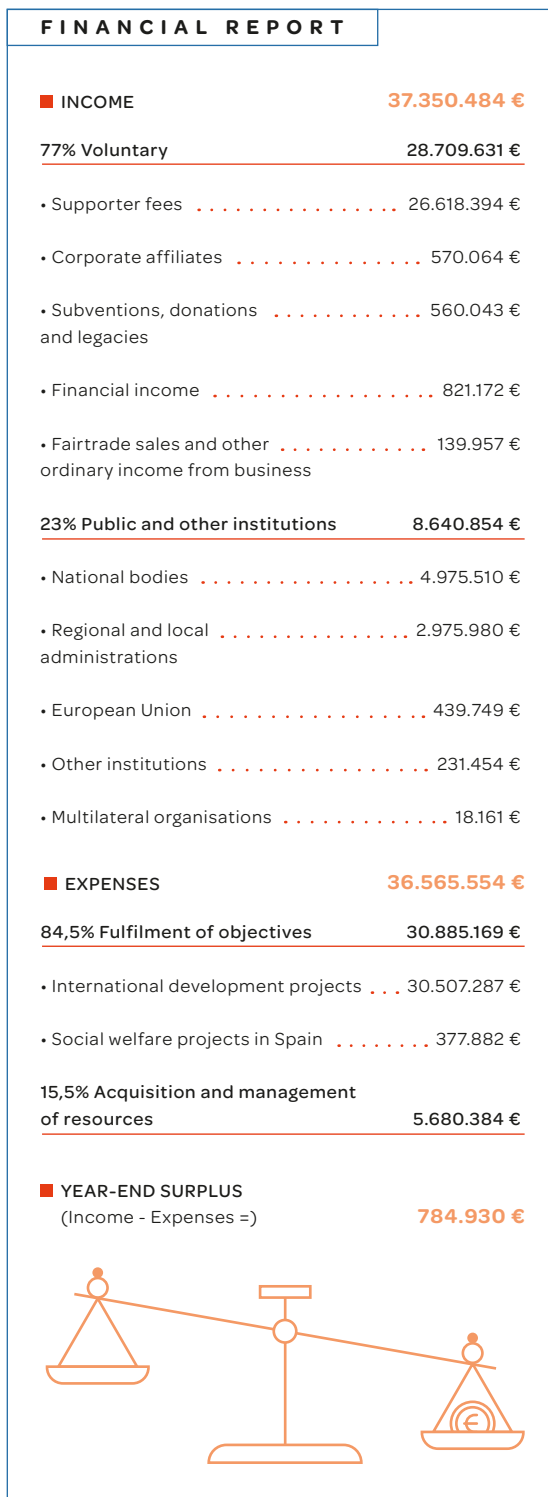 FINANCIAL REPORT
INCOME 37.350.484 €
77% Voluntary 28.709.631 €
• Supporter fees 26.618.394 €
• Corporate affiliates 570.064 €
• Subventions, donations 560.043 €
and legacies
• Financial income 821.172 €
• Fairtrade sales and other 139.957 €
ordinary income from business
23% Public and other institutions 8.640.854 €
• National bodies 4.975.510 €
• Regional and local 2.975.980 €
administrations
• European Union 439.749 €
• Other institutions 231.454 €
• Multilateral organisations 18.161 €
EXPENSES 36.565.554 €
84,5% Fulfilment of objectives 30.885.169 €
• International development projects 30.507.287 €
• Social welfare projects in Spain 377.882 €
15,5% Acquisition and management
of resources 5.680.384 €
YEAR-END SURPLUS
(Income - Expenses =) 784.930 €
€